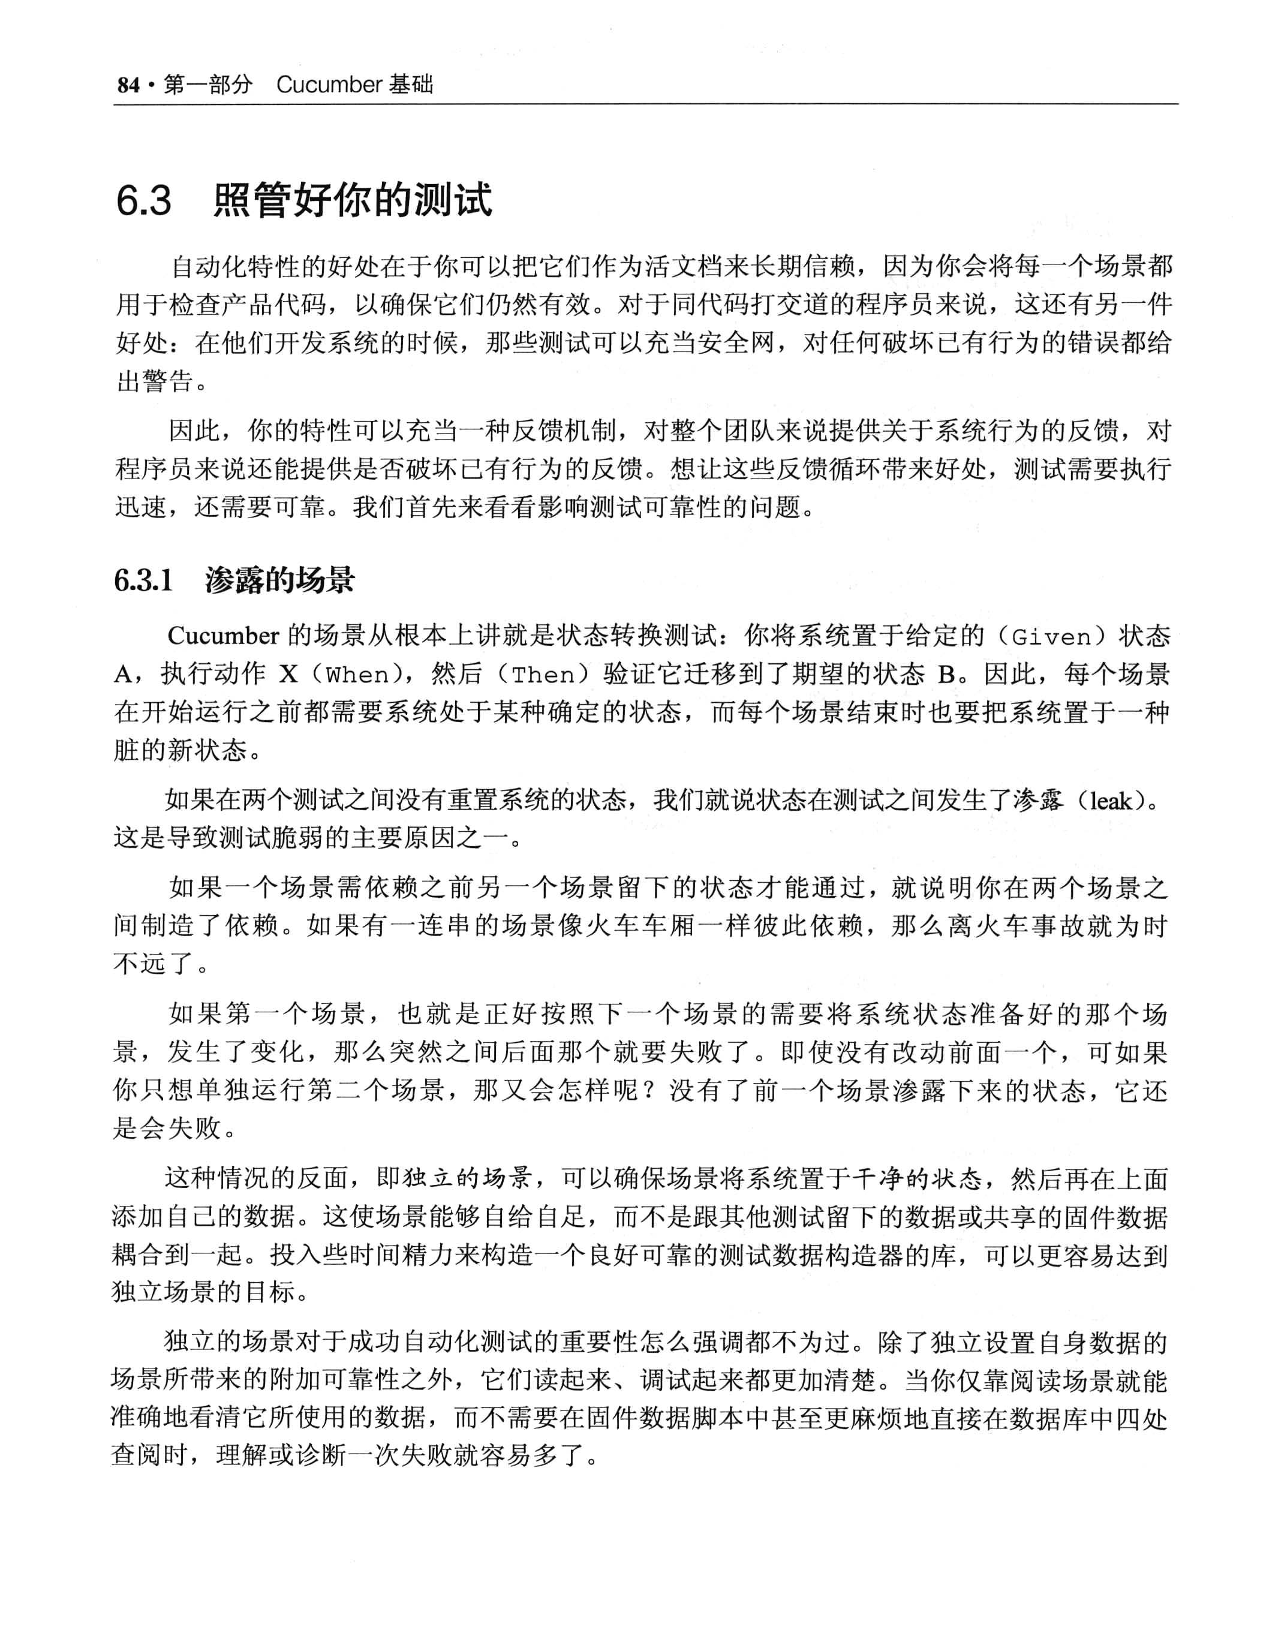 84·第一部分 Cucumber 基础
6.3 照管好你的测试
自动化特性的好处在于你可以把它们作为活文档来长期信赖，因为你会将每一个场景都
用于检查产品代码，以确保它们仍然有效。对于同代码打交道的程序员来说，这还有另一件
好处：在他们开发系统的时候，那些测试可以充当安全网，对任何破坏已有行为的错误都给
出警告。
因此，你的特性可以充当一种反馈机制，对整个团队来说提供关于系统行为的反馈，对
程序员来说还能提供是否破坏已有行为的反馈。想让这些反馈循环带来好处，测试需要执行
迅速，还需要可靠。我们首先来看看影响测试可靠性的问题。
6.3.1 渗露的场景
Cucumber 的场景从根本上讲就是状态转换测试：你将系统置于给定的（Given）状态
A，执行动作 X（When），然后（Then）验证它迁移到了期望的状态 B。因此，每个场景
在开始运行之前都需要系统处于某种确定的状态，而每个场景结束时也要把系统置于一种
脏的新状态。
如果在两个测试之间没有重置系统的状态，我们就说状态在测试之间发生了渗露（leak）。
这是导致测试脆弱的主要原因之一。
如果一个场景需依赖之前另一个场景留下的状态才能通过，就说明你在两个场景之
间制造了依赖。如果有一连串的场景像火车车厢一样彼此依赖，那么离火车事故就为时
不远了。
如果第一个场景，也就是正好按照下一个场景的需要将系统状态准备好的那个场
景，发生了变化，那么突然之间后面那个就要失败了。即使没有改动前面一个，可如果
你只想单独运行第二个场景，那又会怎样呢？没有了前一个场景渗露下来的状态，它还
是会失败。
这种情况的反面，即独立的场景，可以确保场景将系统置于干净的状态，然后再在上面
添加自己的数据。这使场景能够自给自足，而不是跟其他测试留下的数据或共享的固件数据
耦合到一起。投入些时间精力来构造一个良好可靠的测试数据构造器的库，可以更容易达到
独立场景的目标。
独立的场景对于成功自动化测试的重要性怎么强调都不为过。除了独立设置自身数据的
场景所带来的附加可靠性之外，它们读起来、调试起来都更加清楚。当你仅靠阅读场景就能
准确地看清它所使用的数据，而不需要在固件数据脚本中甚至更麻烦地直接在数据库中四处
查阅时，理解或诊断一次失败就容易多了。